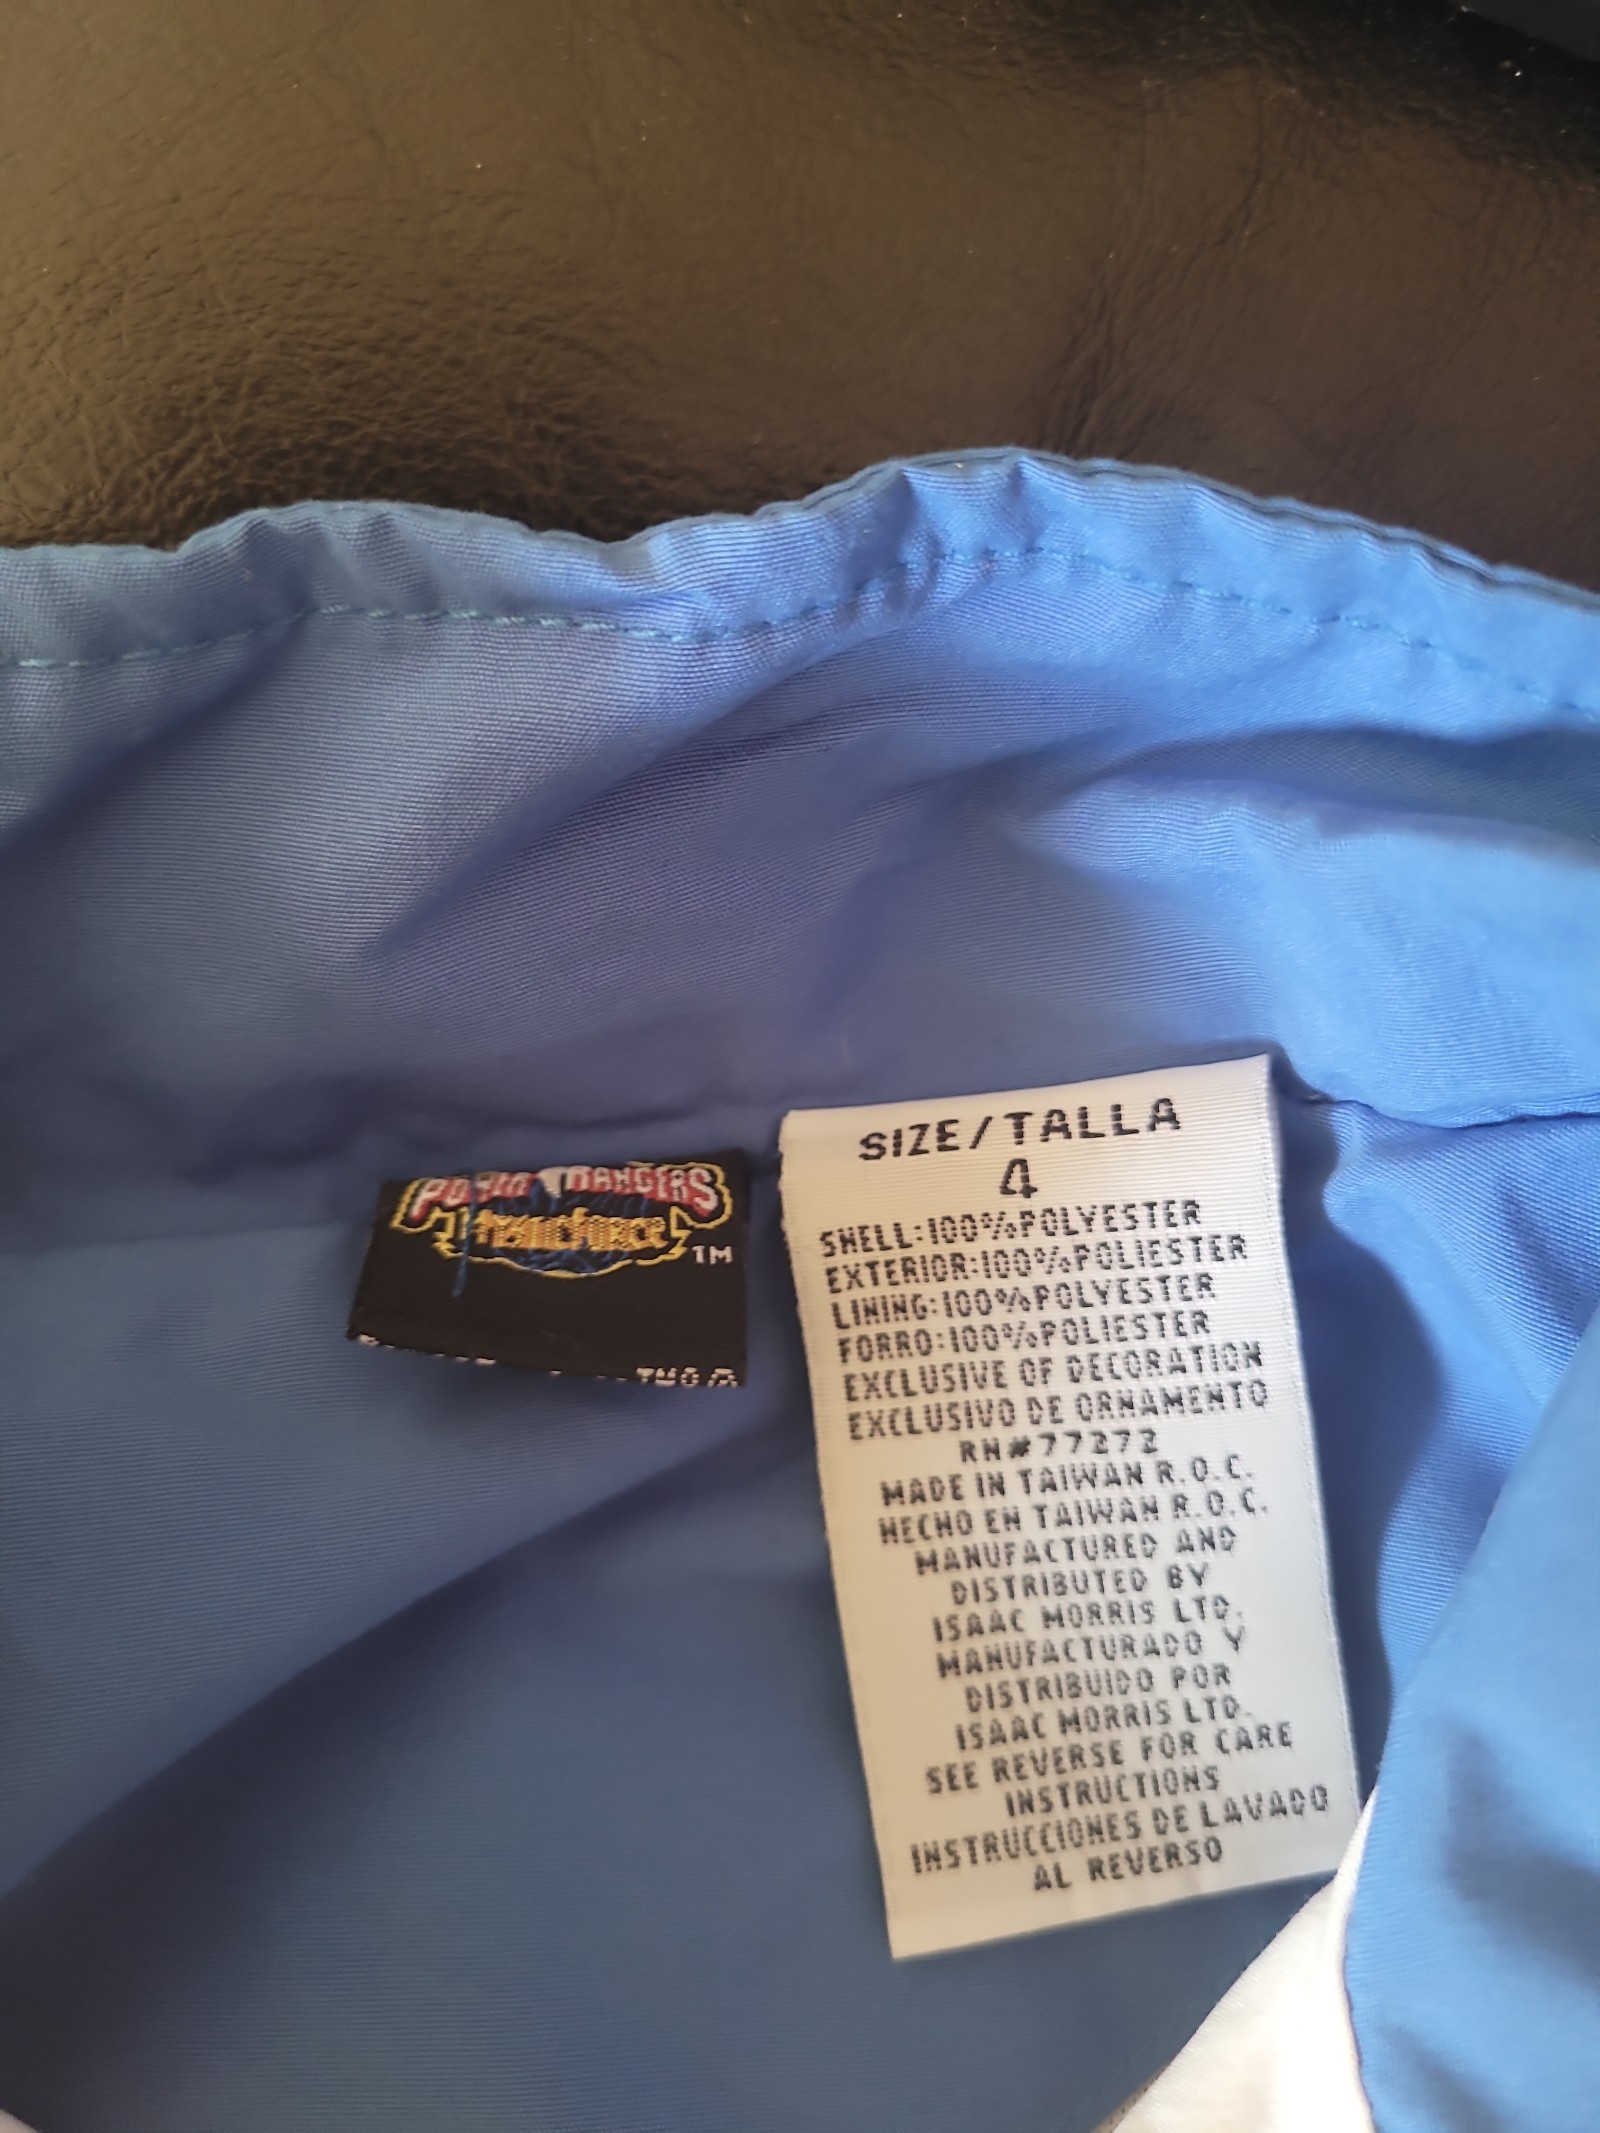 POWER RANGERS
TM
SIZE/TALLA
4
SHELL:100%POLYESTER
EXTERIOR:100%POLIESTER
LINING:100%POLYESTER
FORRO:100%POLIESTER
EXCLUSIVE OF DECORATION
EXCLUSIVO DE ORNAMENTO
RN#77272
MADE IN TAIWAN R.O.C.
HECHO EN TAIWAN R.O.C.
MANUFACTURED AND
DISTRIBUTED BY
ISAAC MORRIS LTD.
MANUFACTURADO Y
DISTRIBUIDO POR
ISAAC MORRIS LTD.
SEE REVERSE FOR CARE
INSTRUCTIONS
INSTRUCCIONES DE LAVADO
AL REVERSO